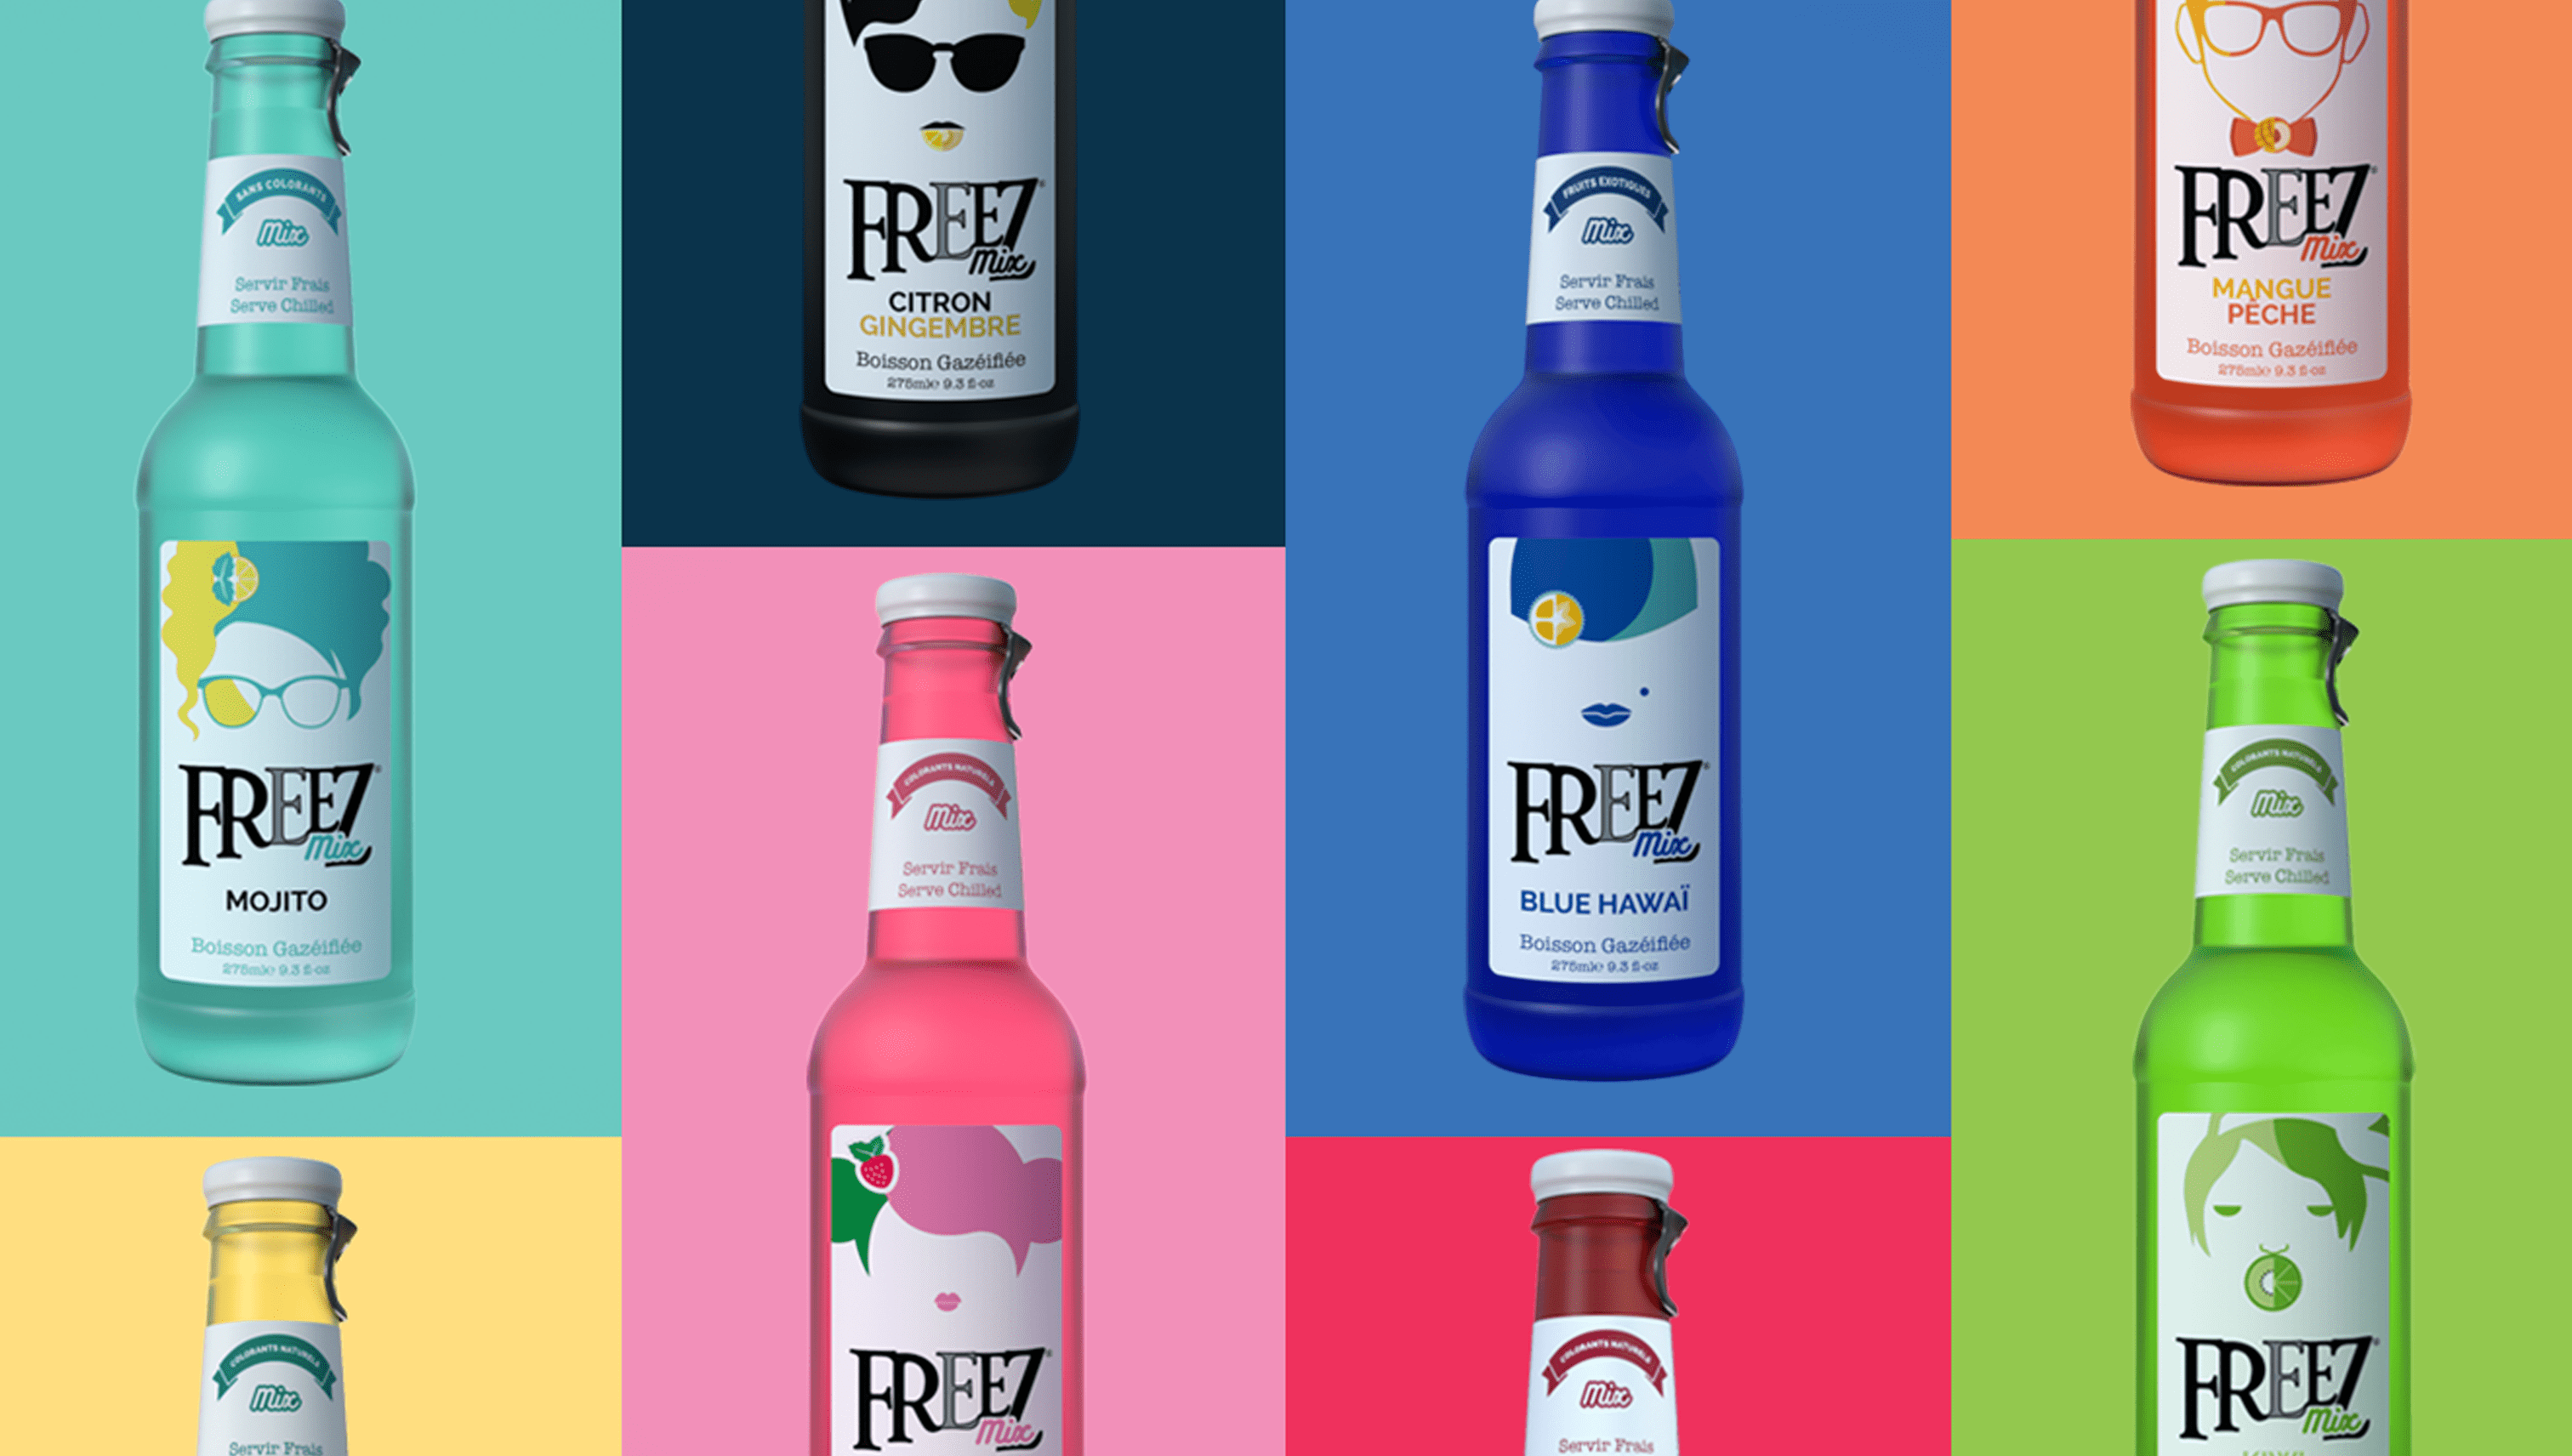 SANS COLORANTS
Mix
Servir Frais
Serve Chilled
FREEZ
Mix
MOJITO
Boisson Gazéifiée
275ml℮ 9.3 fl·oz
COLORANTS NATURELS
Mix
Servir Frais
FREEZ
Mix
CITRON
GINGEMBRE
Boisson Gazéifiée
275ml℮ 9.3 fl·oz
COLORANTS NATURELS
Mix
Servir Frais
Serve Chilled
FREEZ
Mix
FRUITS EXOTIQUES
Mix
Servir Frais
Serve Chilled
FREEZ
Mix
BLUE HAWAÏ
Boisson Gazéifiée
275ml℮ 9.3 fl·oz
COLORANTS NATURELS
Mix
Servir Frais
FREEZ
Mix
MANGUE
PÊCHE
Boisson Gazéifiée
275ml℮ 9.3 fl·oz
COLORANTS NATURELS
Mix
Servir Frais
Serve Chilled
FREEZ
Mix